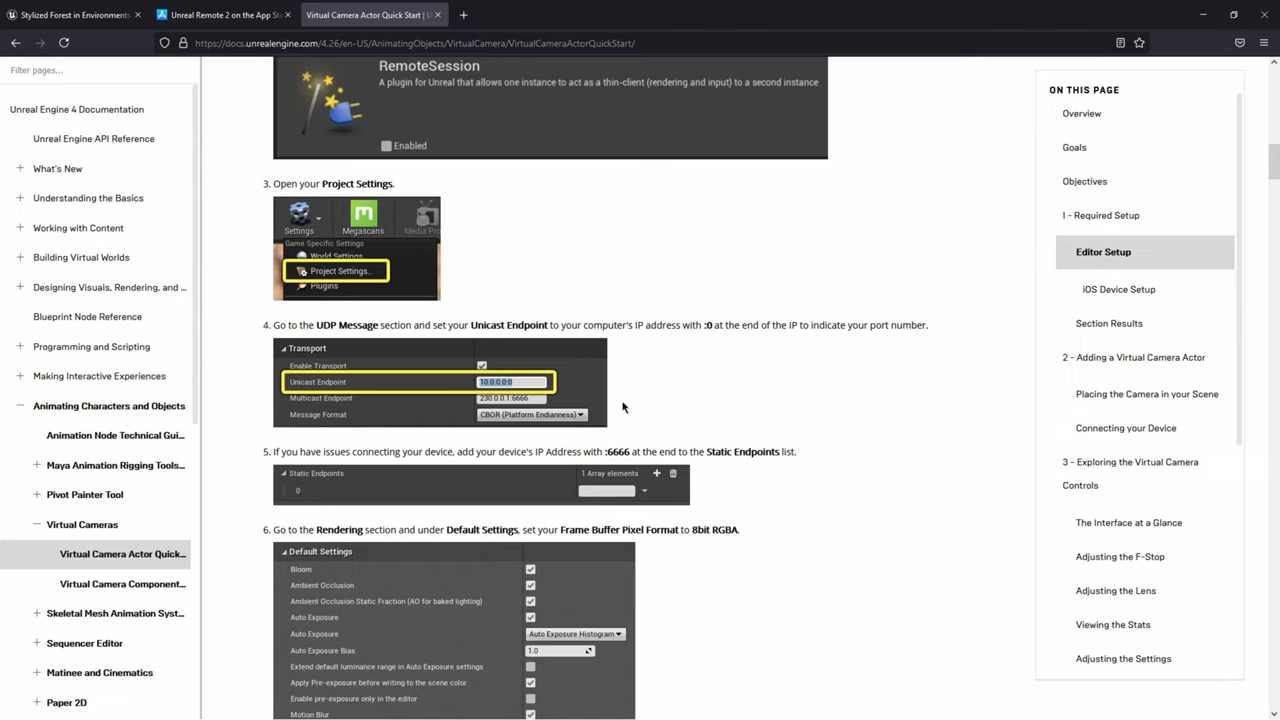 Stylized Forest in Environments
Unreal Remote 2 on the App St
Virtual Camera Actor Quick Start | U
https://docs.unrealengine.com/4.26/en-US/AnimatingObjects/VirtualCamera/VirtualCameraActorQuickStart/
Filter pages...
Unreal Engine 4 Documentation
Unreal Engine API Reference
What's New
Understanding the Basics
Working with Content
Building Virtual Worlds
Designing Visuals, Rendering, and ...
Blueprint Node Reference
Programming and Scripting
Making Interactive Experiences
Animating Characters and Objects
Animation Node Technical Gui...
Maya Animation Rigging Tools...
Pivot Painter Tool
Virtual Cameras
Virtual Camera Actor Quick...
Virtual Camera Component...
Skeletal Mesh Animation Syst...
Sequencer Editor
Matinee and Cinematics
Paper 2D
RemoteSession
A plugin for Unreal that allows one instance to act as a thin-client (rendering and input) to a second instance
Enabled
3. Open your Project Settings.
Settings
Megascans
Media Pro
Game Specific Settings
World Settings
Project Settings...
Plugins
4. Go to the UDP Message section and set your Unicast Endpoint to your computer's IP address with :0 at the end of the IP to indicate your port number.
Transport
Enable Transport
Unicast Endpoint 10.0.0.0:0
Multicast Endpoint 230.0.0.1:6666
Message Format CBOR (Platform Endianness)
5. If you have issues connecting your device, add your device's IP Address with :6666 at the end to the Static Endpoints list.
Static Endpoints 1 Array elements
0
6. Go to the Rendering section and under Default Settings, set your Frame Buffer Pixel Format to 8bit RGBA.
Default Settings
Bloom
Ambient Occlusion
Ambient Occlusion Static Fraction (AO for baked lighting)
Auto Exposure
Auto Exposure Auto Exposure Histogram
Auto Exposure Bias 1.0
Extend default luminance range in Auto Exposure settings
Apply Pre-exposure before writing to the scene color
Enable pre-exposure only in the editor
Motion Blur
ON THIS PAGE
Overview
Goals
Objectives
1 - Required Setup
Editor Setup
iOS Device Setup
Section Results
2 - Adding a Virtual Camera Actor
Placing the Camera in your Scene
Connecting your Device
3 - Exploring the Virtual Camera
Controls
The Interface at a Glance
Adjusting the F-Stop
Adjusting the Lens
Viewing the Stats
Adjusting the Settings